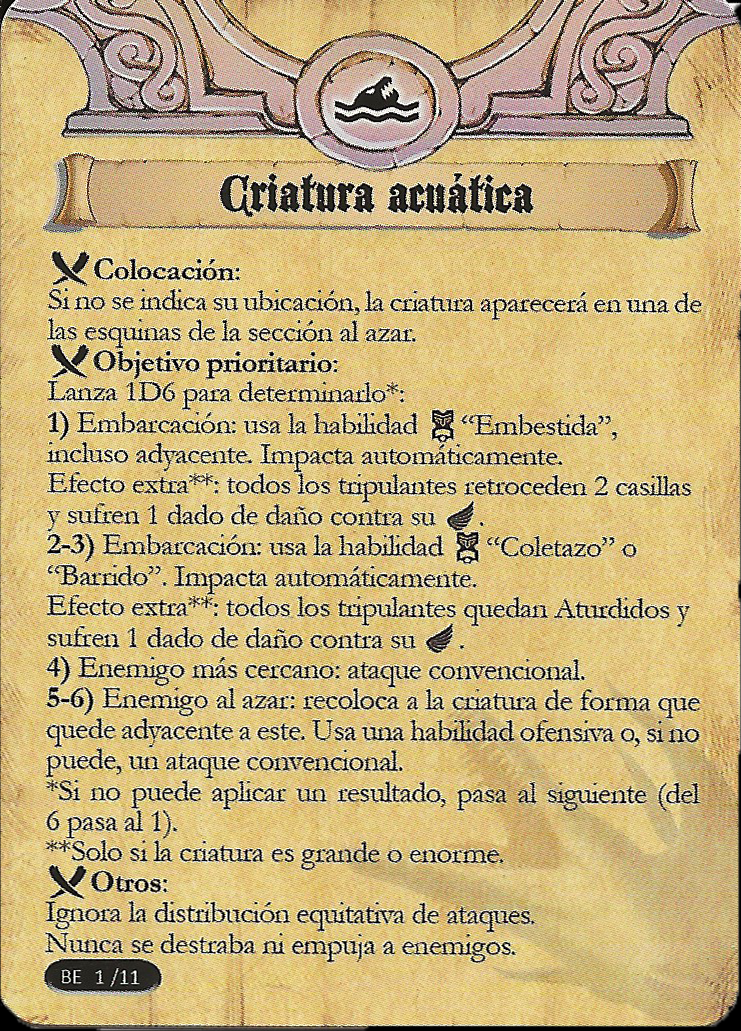 Criatura acuática
Colocación:
Si no se indica su ubicación, la criatura aparecerá en una de
las esquinas de la sección al azar.
Objetivo prioritario:
Lanza 1D6 para determinarlo*:
1) Embarcación: usa la habilidad “Embestida”,
incluso adyacente. Impacta automáticamente.
Efecto extra**: todos los tripulantes retroceden 2 casillas
y sufren 1 dado de daño contra su .
2-3) Embarcación: usa la habilidad “Coletazo” o
“Barrido”. Impacta automáticamente.
Efecto extra**: todos los tripulantes quedan Aturdidos y
sufren 1 dado de daño contra su .
4) Enemigo más cercano: ataque convencional.
5-6) Enemigo al azar: recoloca a la criatura de forma que
quede adyacente a este. Usa una habilidad ofensiva o, si no
puede, un ataque convencional.
*Si no puede aplicar un resultado, pasa al siguiente (del
6 pasa al 1).
**Solo si la criatura es grande o enorme.
Otros:
Ignora la distribución equitativa de ataques.
Nunca se destraba ni empuja a enemigos.
BE 1/11